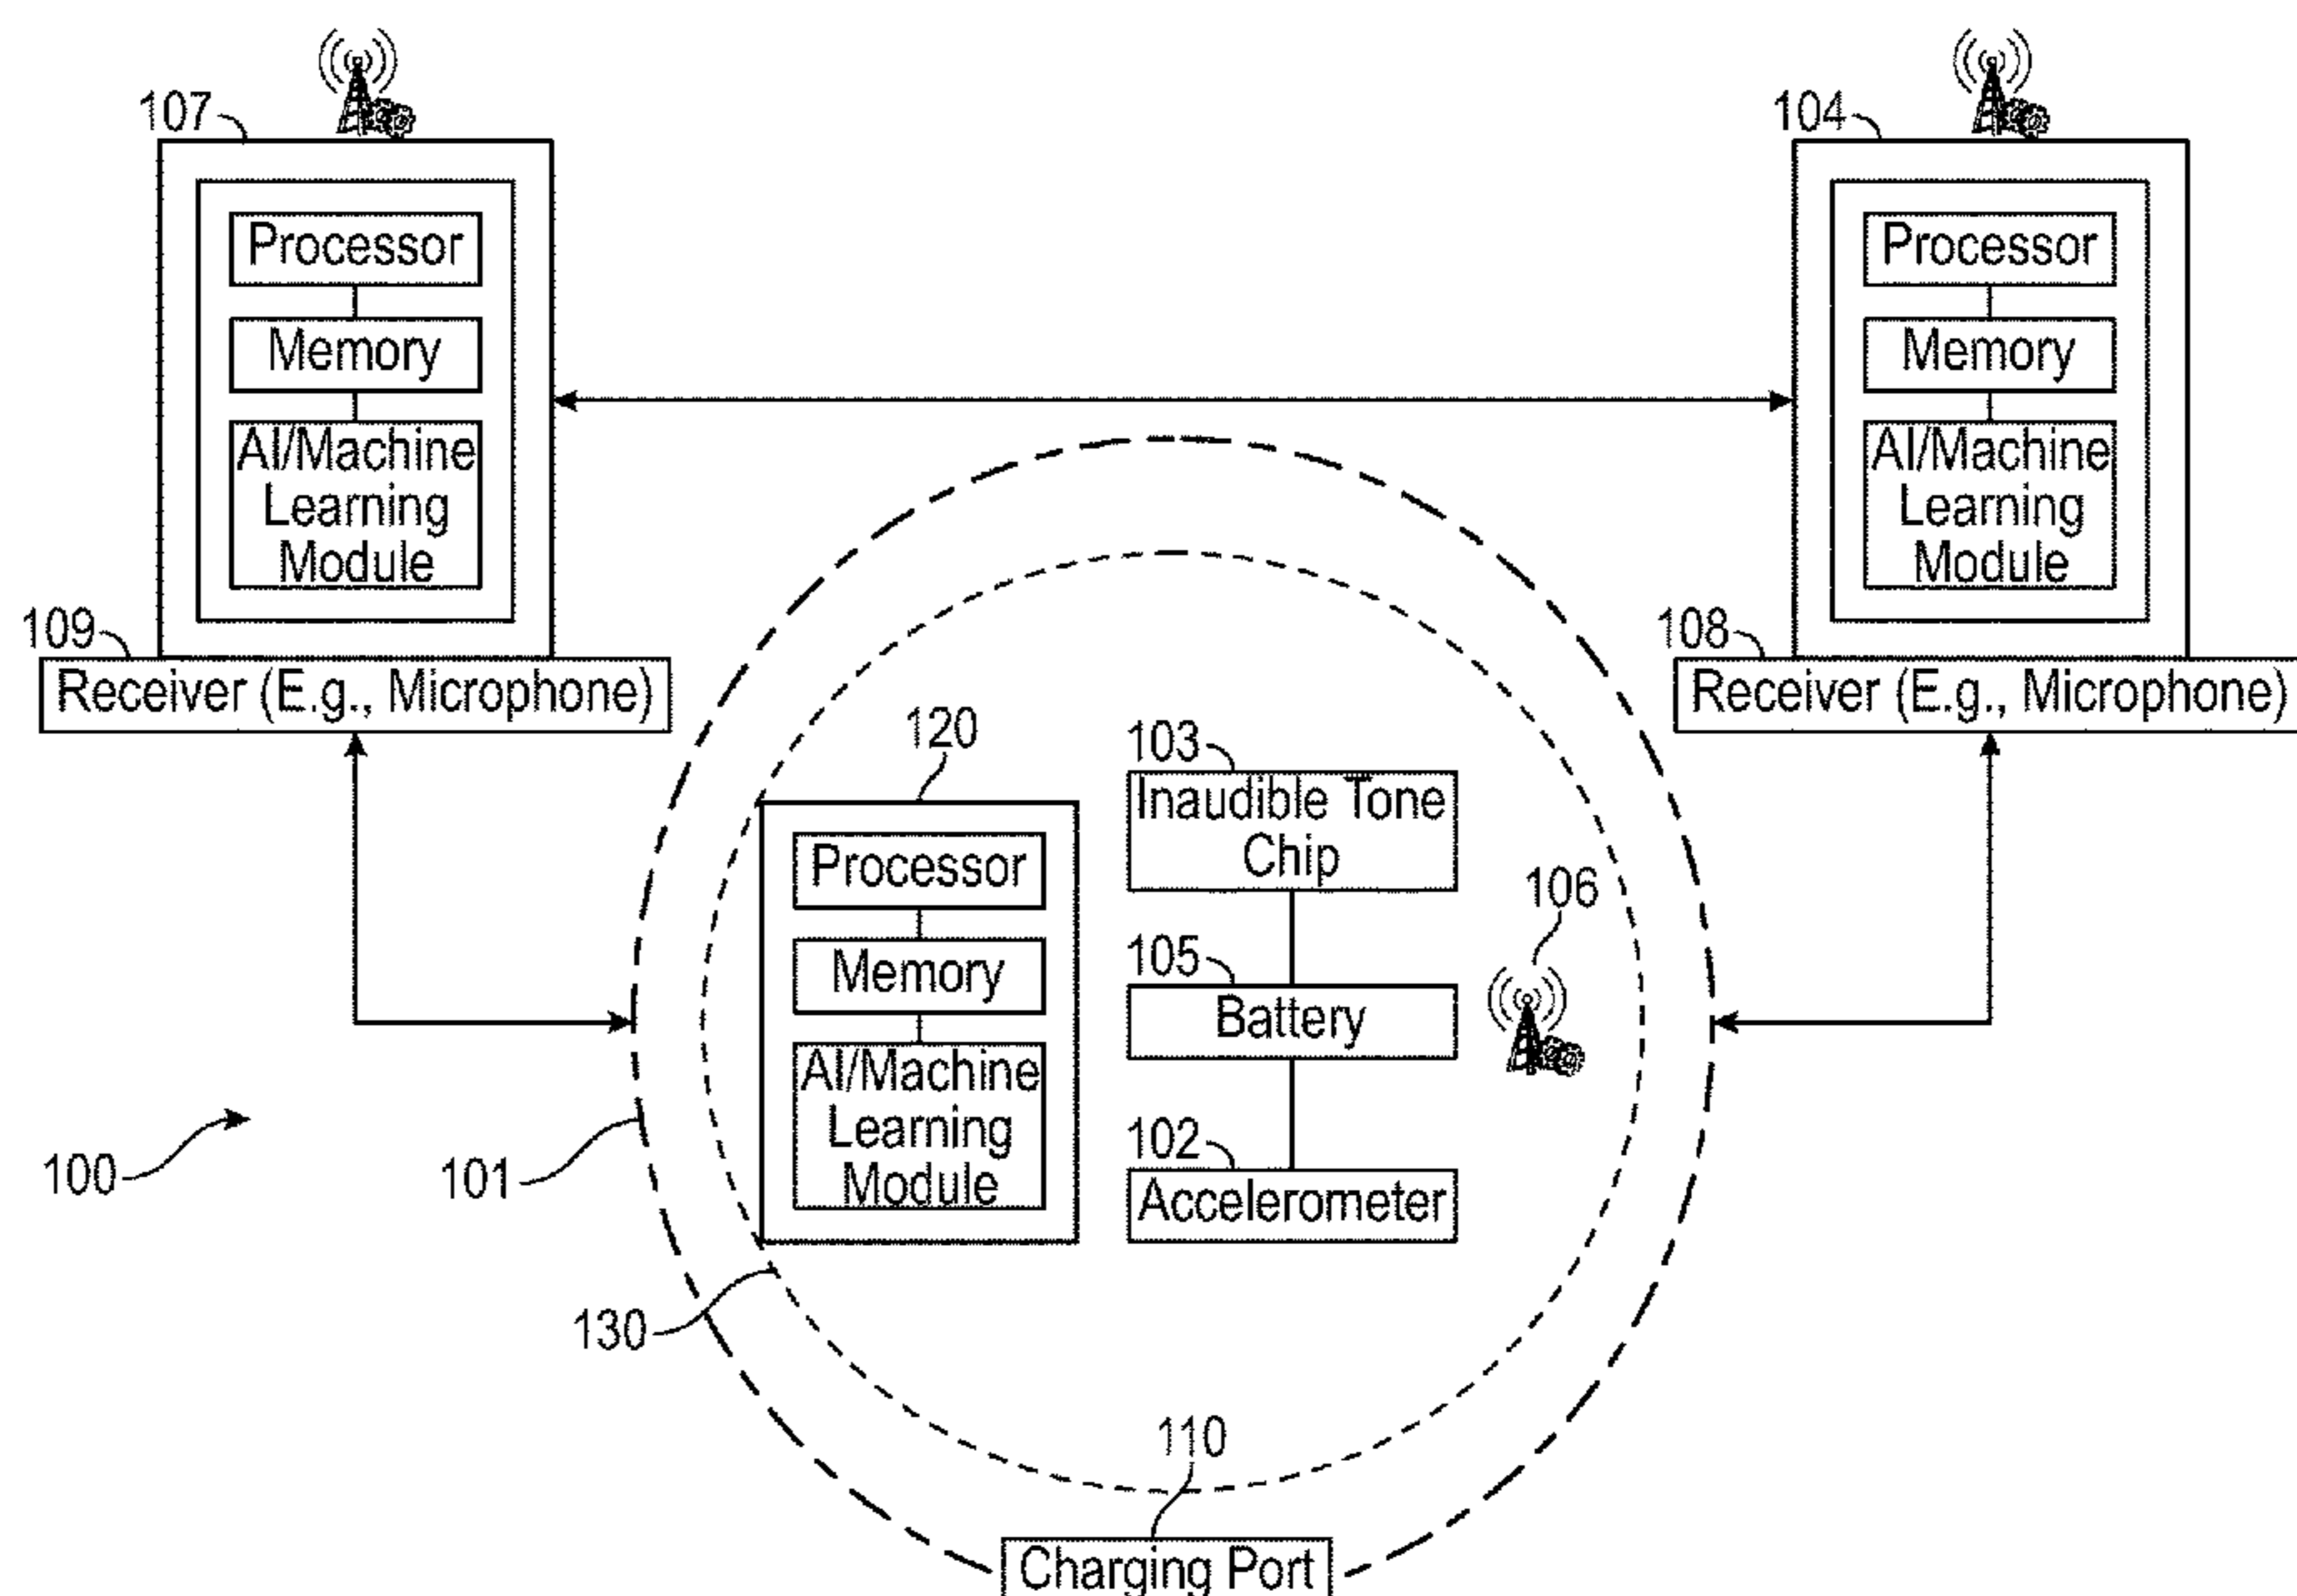 107
Processor
Memory
AI/Machine
Learning
Module
109
Receiver (E.g., Microphone)
104
Processor
Memory
AI/Machine
Learning
Module
108
Receiver (E.g., Microphone)
120
Processor
Memory
AI/Machine
Learning
Module
103
Inaudible Tone
Chip
105
Battery
106
102
Accelerometer
100
101
130
110
Charging Port